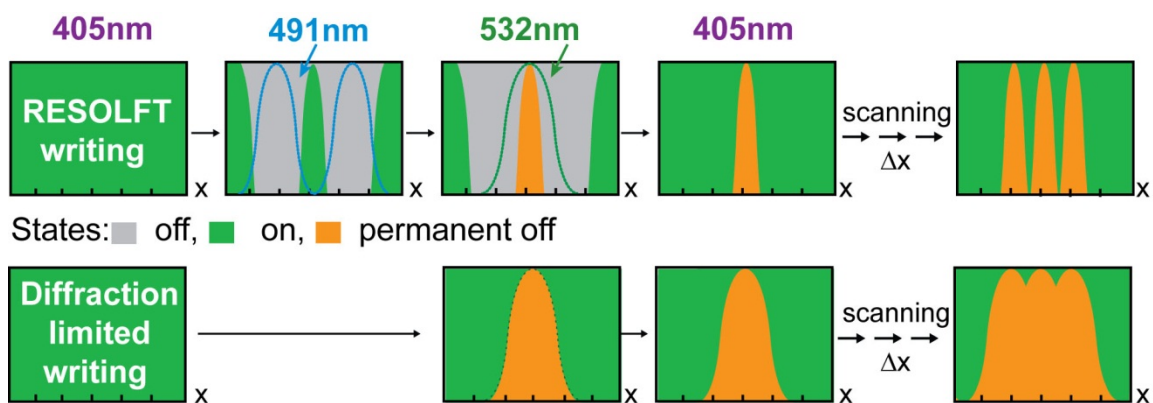 405nm 491nm 532nm 405nm
RESOLFT
writing
scanning
Δx
x x x x x
States: off, on, permanent off
Diffraction
limited
writing
scanning
Δx
x x x x